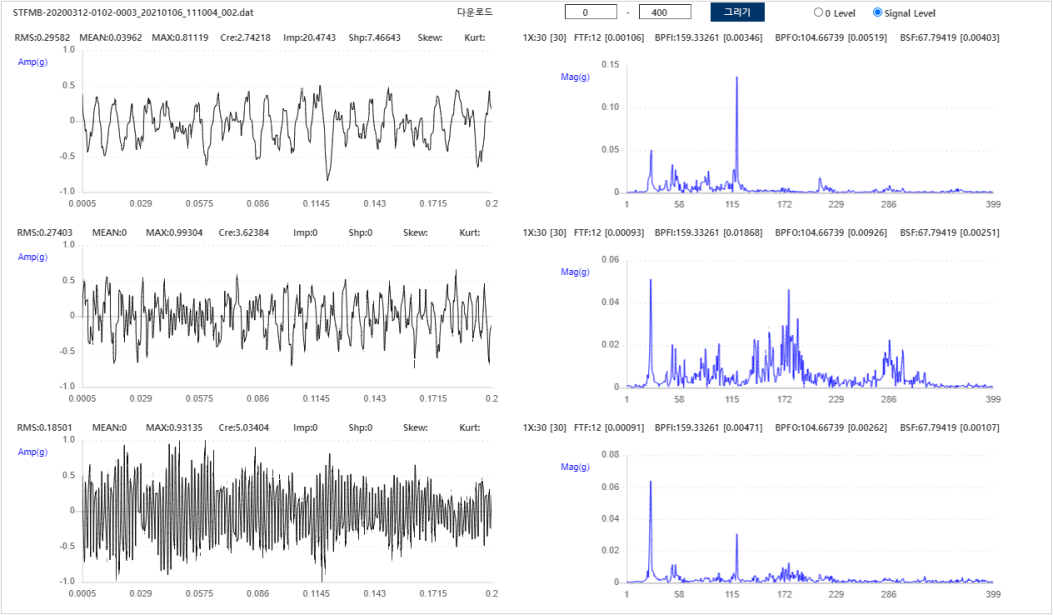 STFMB-20200312-0102-0003_20210106_111004_002.dat 다운로드 0 - 400 그리기 0 Level Signal Level
RMS:0.29582 MEAN:0.03962 MAX:0.81119 Cre:2.74218 Imp:20.4743 Shp:7.46643 Skew: Kurt:
1X:30 [30] FTF:12 [0.00106] BPFI:159.33261 [0.00346] BPFO:104.66739 [0.00519] BSF:67.79419 [0.00403]
Amp(g)
1.0
0.5
0
-0.5
-1.0
0.0005 0.029 0.0575 0.086 0.1145 0.143 0.1715 0.2
Mag(g)
0.15
0.10
0.05
0
1 58 115 172 229 286 399
RMS:0.27403 MEAN:0 MAX:0.99304 Cre:3.62384 Imp:0 Shp:0 Skew: Kurt:
1X:30 [30] FTF:12 [0.00093] BPFI:159.33261 [0.01868] BPFO:104.66739 [0.00926] BSF:67.79419 [0.00251]
Amp(g)
1.0
0.5
0
-0.5
-1.0
0.0005 0.029 0.0575 0.086 0.1145 0.143 0.1715 0.2
Mag(g)
0.06
0.04
0.02
0
1 58 115 172 229 286 399
RMS:0.18501 MEAN:0 MAX:0.93135 Cre:5.03404 Imp:0 Shp:0 Skew: Kurt:
1X:30 [30] FTF:12 [0.00091] BPFI:159.33261 [0.00471] BPFO:104.66739 [0.00262] BSF:67.79419 [0.00107]
Amp(g)
1.0
0.5
0
-0.5
-1.0
0.0005 0.029 0.0575 0.086 0.1145 0.143 0.1715 0.2
Mag(g)
0.08
0.06
0.04
0.02
0
1 58 115 172 229 286 399